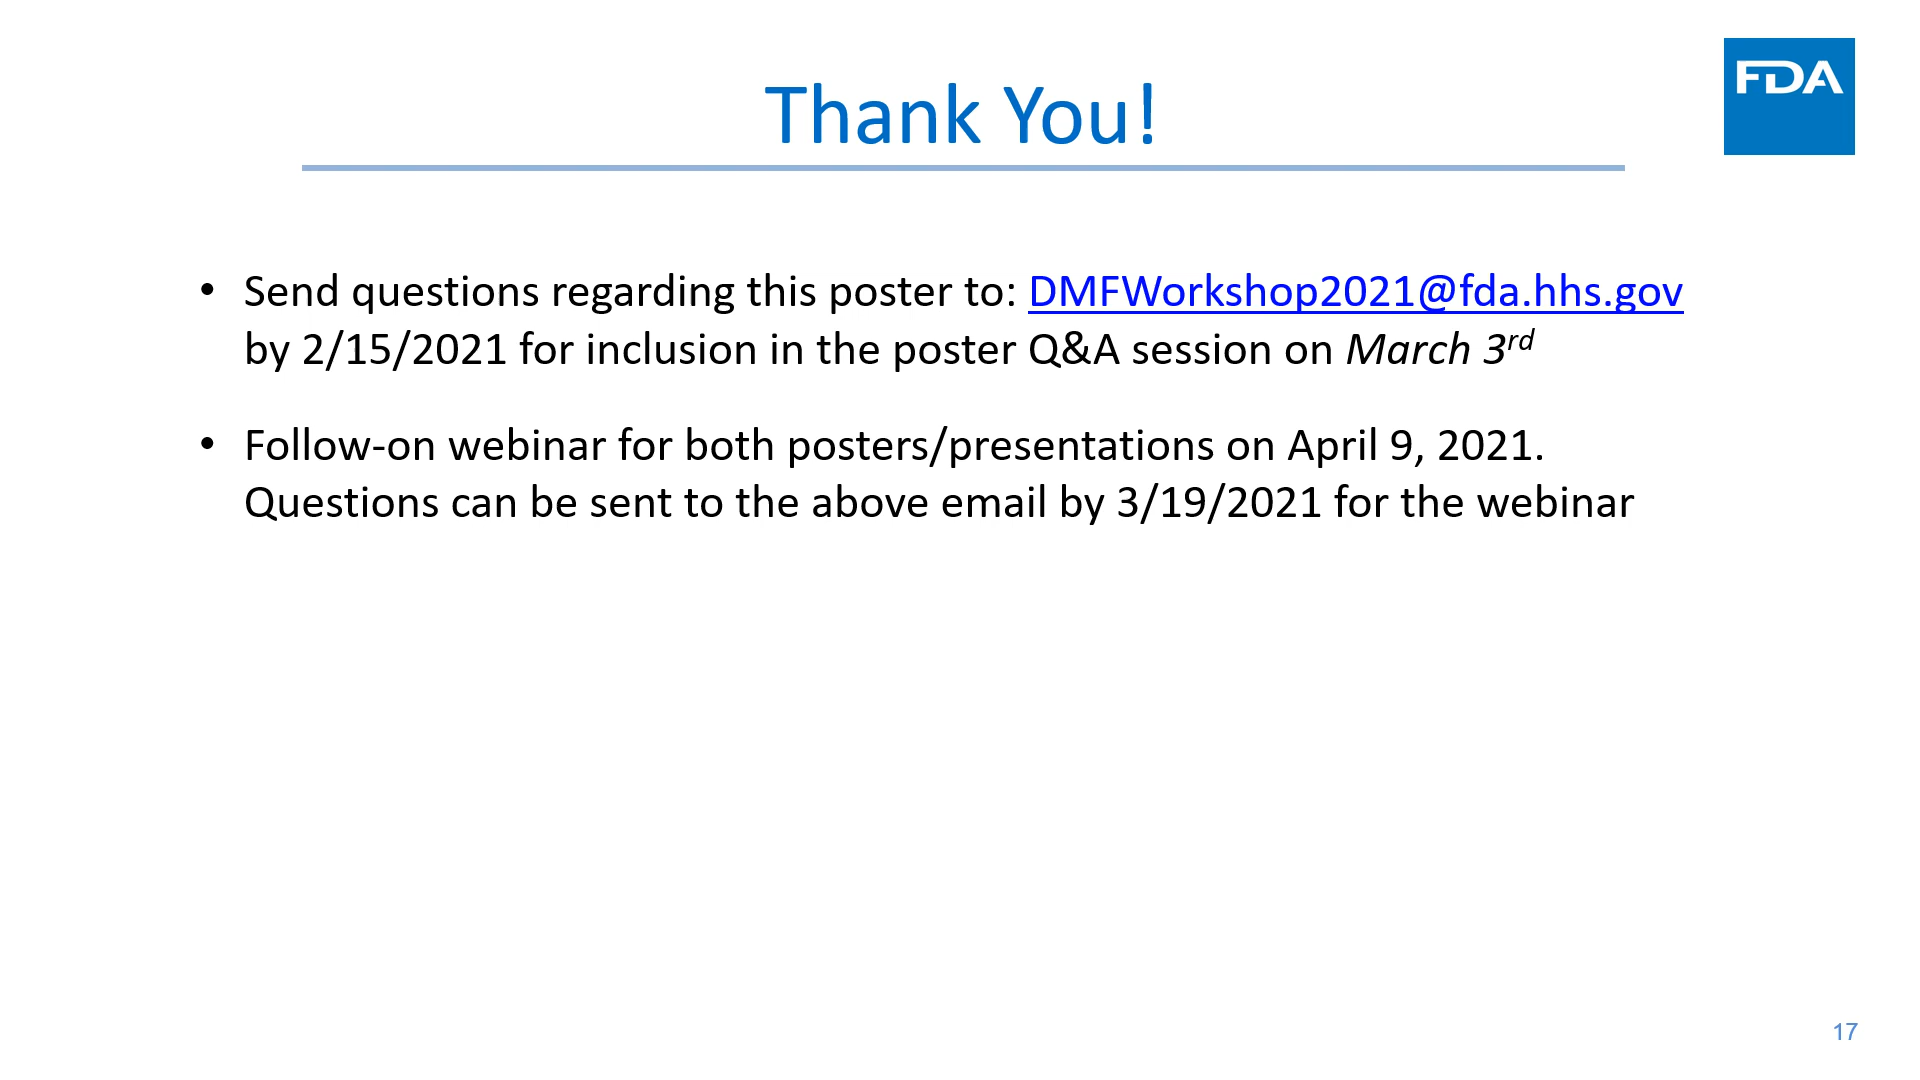 FDA
Thank You!
• Send questions regarding this poster to: DMFWorkshop2021@fda.hhs.gov
by 2/15/2021 for inclusion in the poster Q&A session on March 3rd
• Follow-on webinar for both posters/presentations on April 9, 2021.
Questions can be sent to the above email by 3/19/2021 for the webinar
17